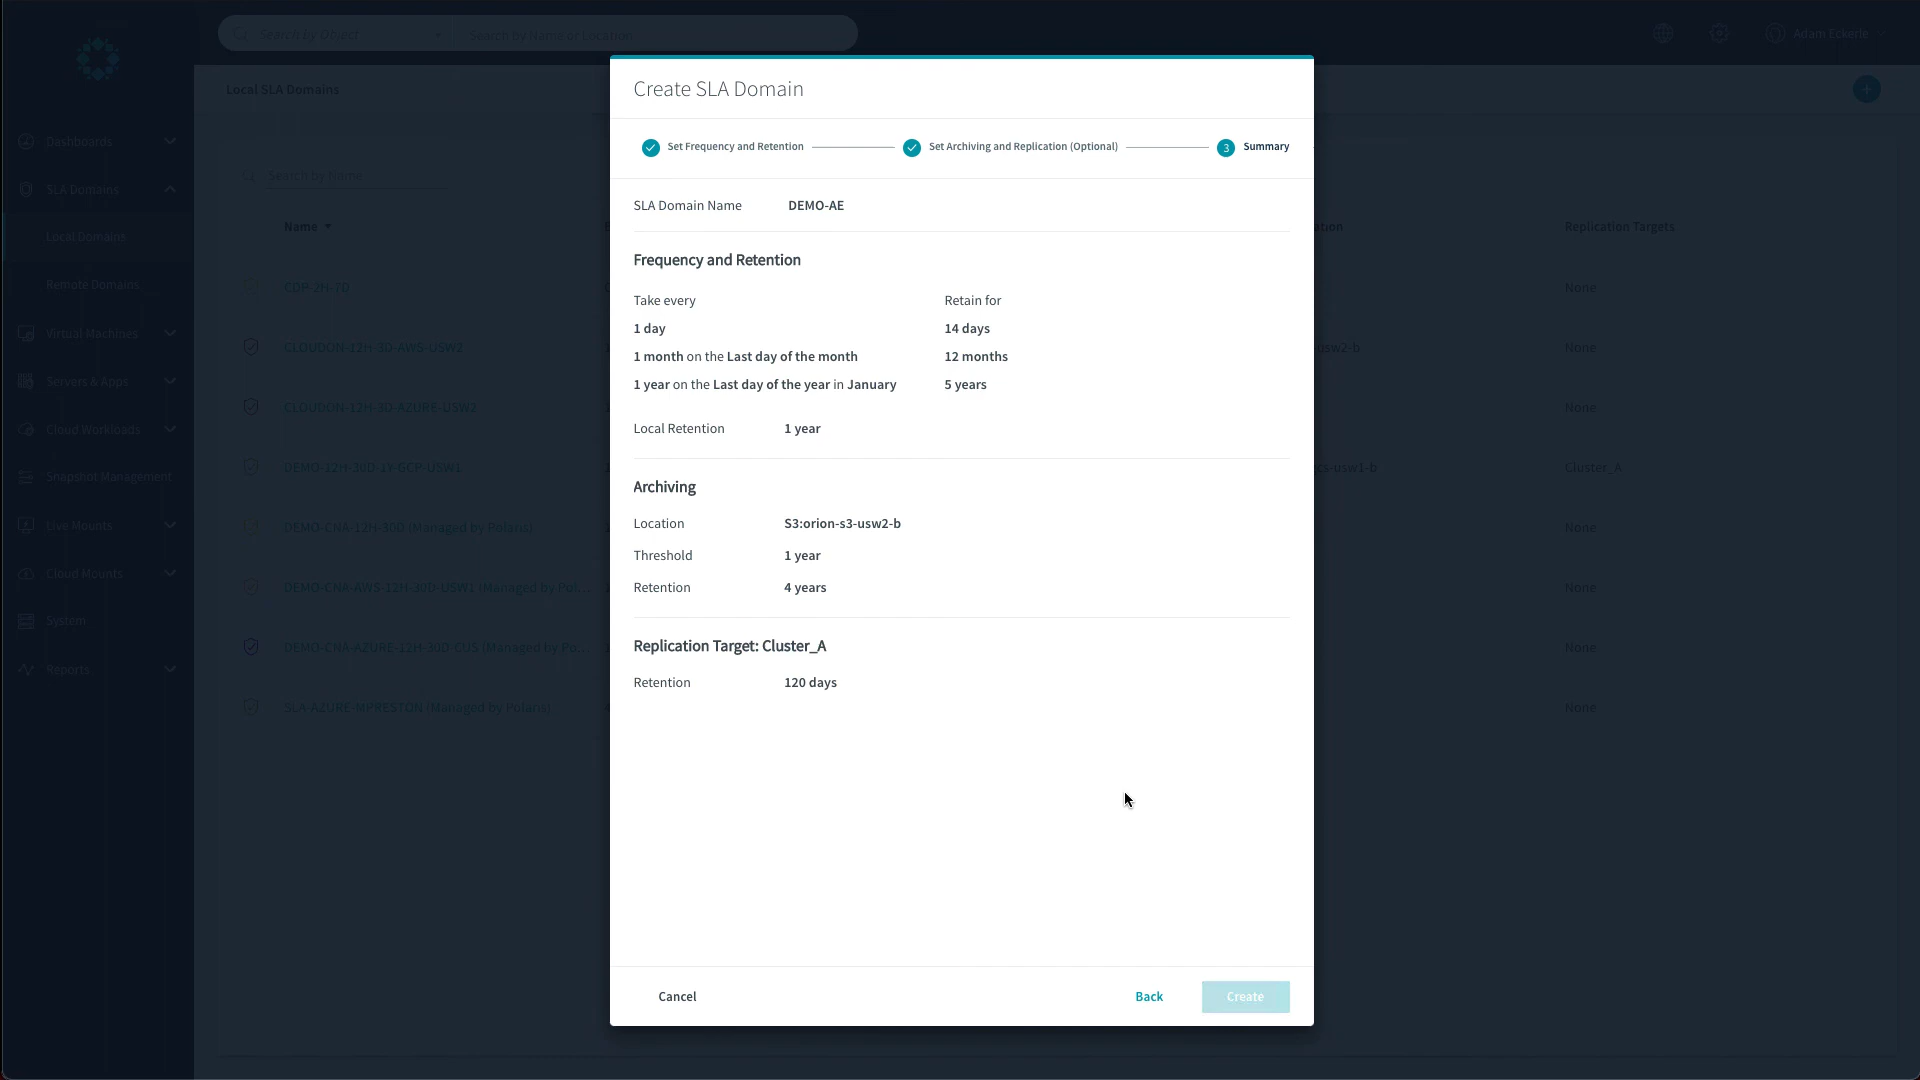 Search by Object
Search by Name or Location
Adam Eckerle
Local SLA Domains
Dashboards
SLA Domains
Local Domains
Remote Domains
Virtual Machines
Servers & Apps
Cloud Workloads
Snapshot Management
Live Mounts
Cloud Mounts
System
Reports
Search by Name
Name
Replication Targets
CDP-2H-7D
None
CLOUDON-12H-3D-AWS-USW2
usw2-b
None
CLOUDON-12H-3D-AZURE-USW2
None
DEMO-12H-30D-1Y-GCP-USW1
cs-usw1-b
Cluster_A
DEMO-CNA-12H-30D (Managed by Polaris)
None
DEMO-CNA-AWS-12H-30D-USW1 (Managed by Pol...
None
DEMO-CNA-AZURE-12H-30D-CUS (Managed by Po...
None
SLA-AZURE-MPRESTON (Managed by Polaris)
None
Create SLA Domain
Set Frequency and Retention
Set Archiving and Replication (Optional)
3 Summary
SLA Domain Name DEMO-AE
Frequency and Retention
Take every Retain for
1 day 14 days
1 month on the Last day of the month 12 months
1 year on the Last day of the year in January 5 years
Local Retention 1 year
Archiving
Location S3:orion-s3-usw2-b
Threshold 1 year
Retention 4 years
Replication Target: Cluster_A
Retention 120 days
Cancel
Back
Create